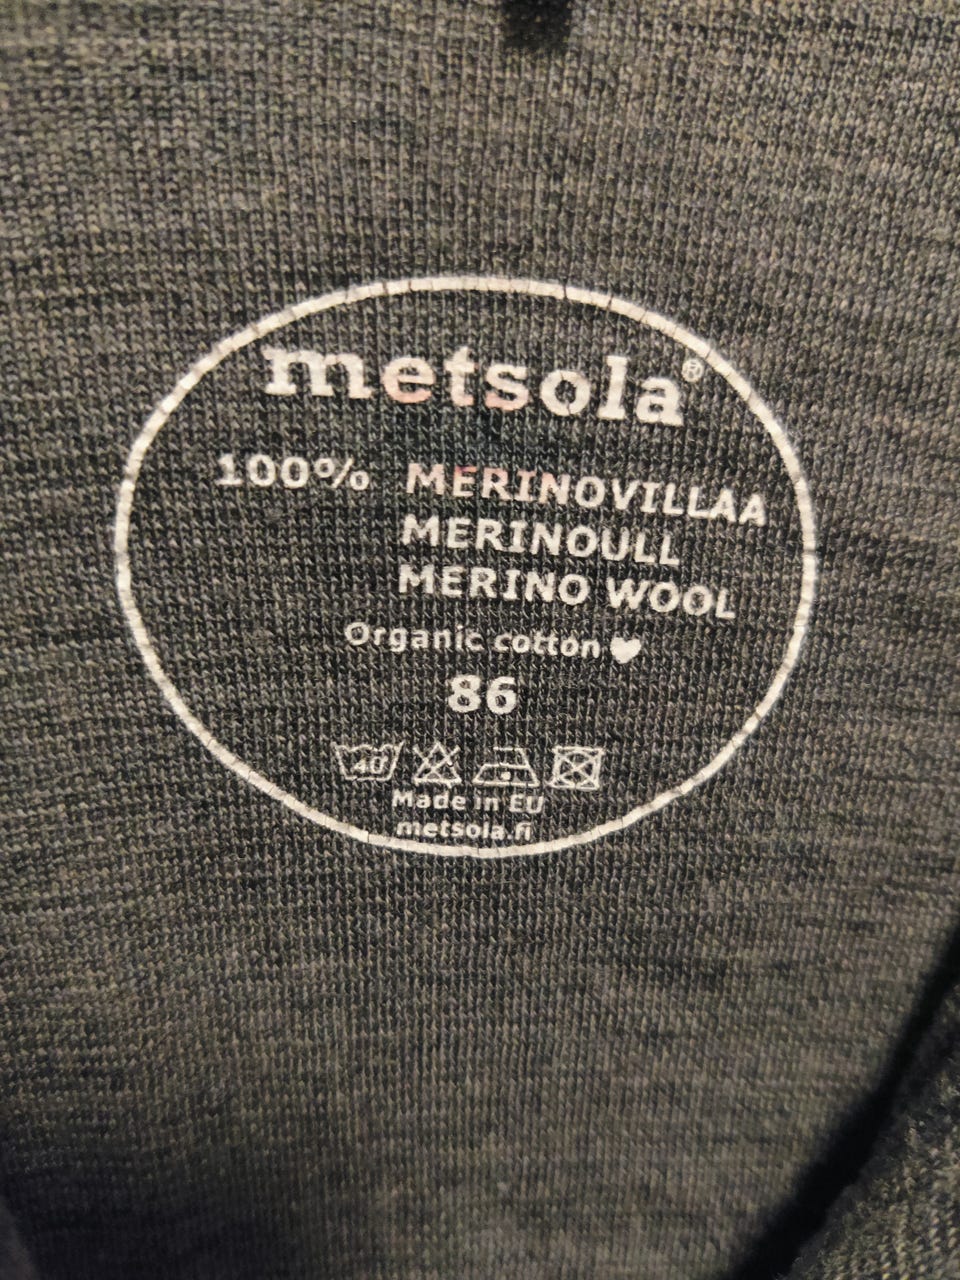 metsola®
100% MERINOVILLAA
MERINOULL
MERINO WOOL
Organic cotton ♥
86
40
Made in EU
metsola.fi